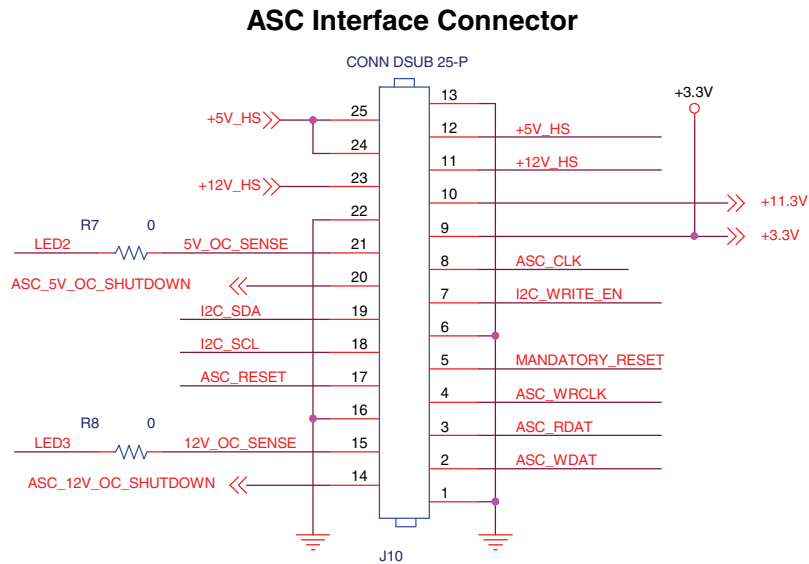 ASC Interface Connector
CONN DSUB 25-P
+5V_HS
25
24
+12V_HS
23
22
R7 0
LED2
5V_OC_SENSE
21
ASC_5V_OC_SHUTDOWN
20
I2C_SDA
19
I2C_SCL
18
ASC_RESET
17
16
R8 0
LED3
12V_OC_SENSE
15
ASC_12V_OC_SHUTDOWN
14
13
+3.3V
12
+5V_HS
11
+12V_HS
10
+11.3V
9
+3.3V
8
ASC_CLK
7
I2C_WRITE_EN
6
5
MANDATORY_RESET
4
ASC_WRCLK
3
ASC_RDAT
2
ASC_WDAT
1
J10